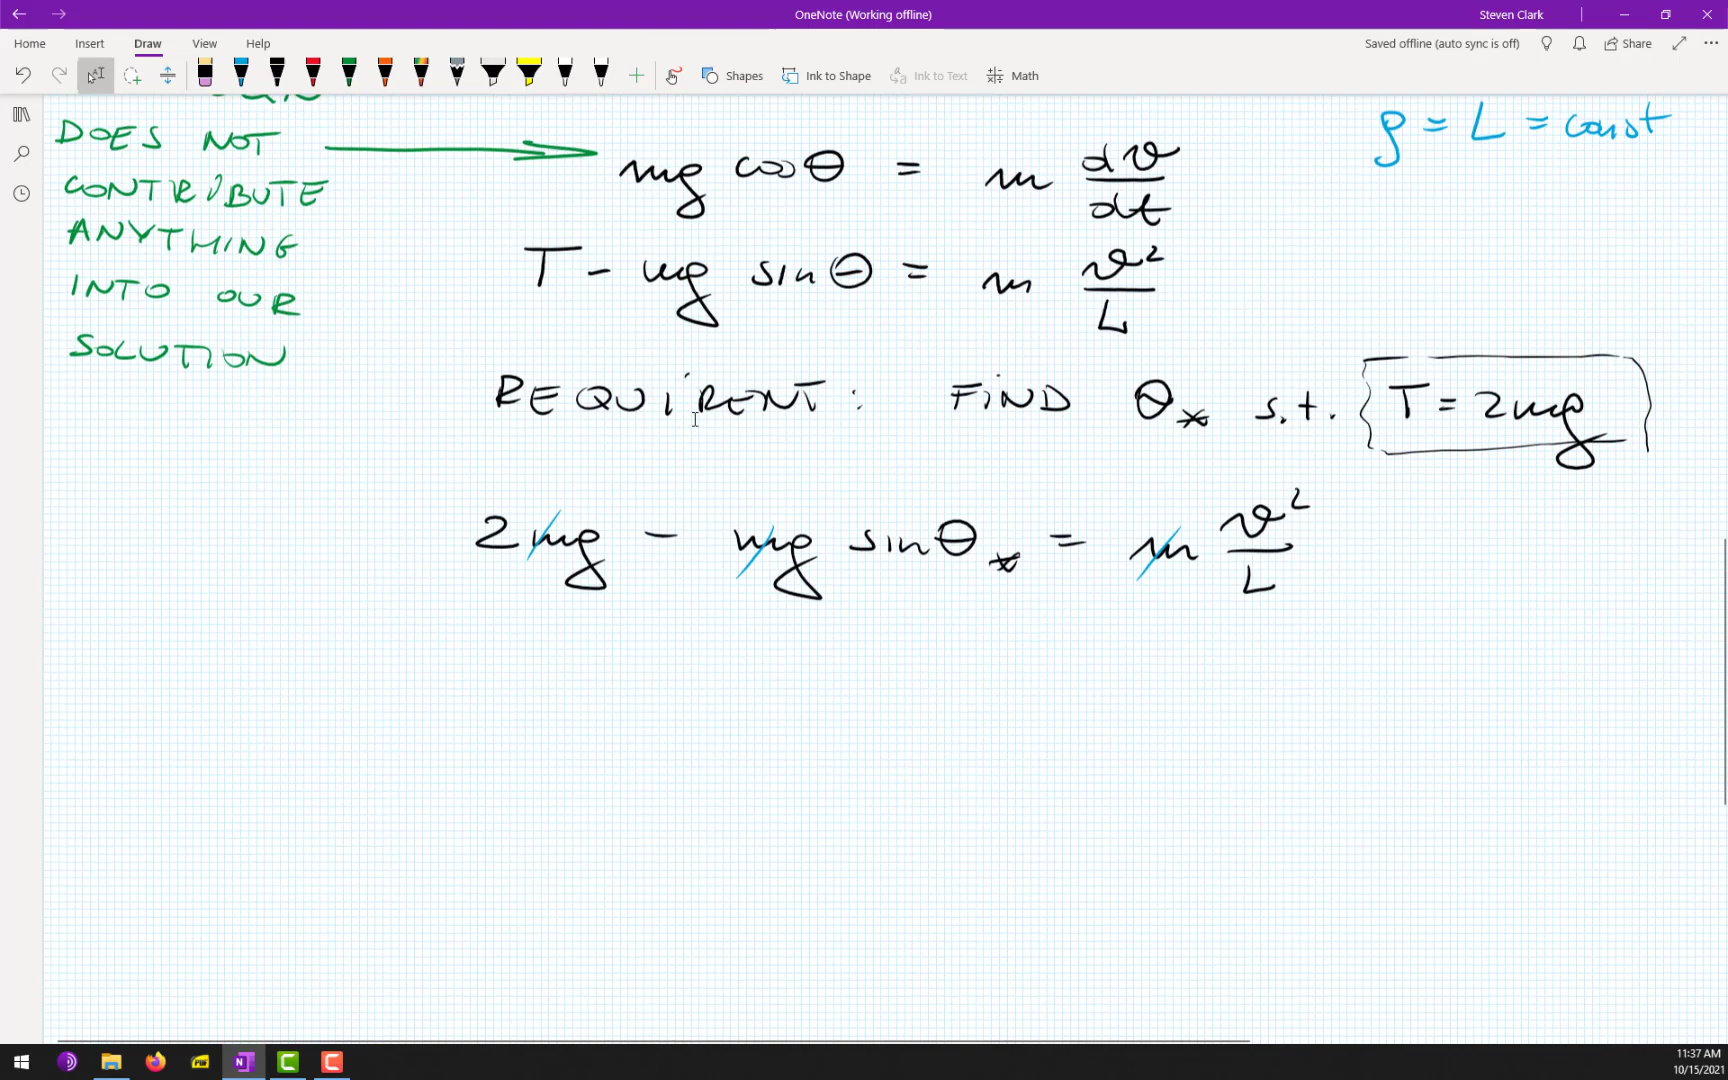 OneNote (Working offline)
Steven Clark
Home Insert Draw View Help
Saved offline (auto sync is off)
Share
Shapes
Ink to Shape
Ink to Text
Math
DOES NOT
CONTRIBUTE
ANYTHING
INTO OUR
SOLUTION
mg cosθ = m dv/dt
ρ = L = const
T - mg sinθ = m v²/L
REQUIRENT: FIND θ* s.t. T = 2mg
2mg - mg sinθ* = m v²/L
11:37 AM
10/15/2021